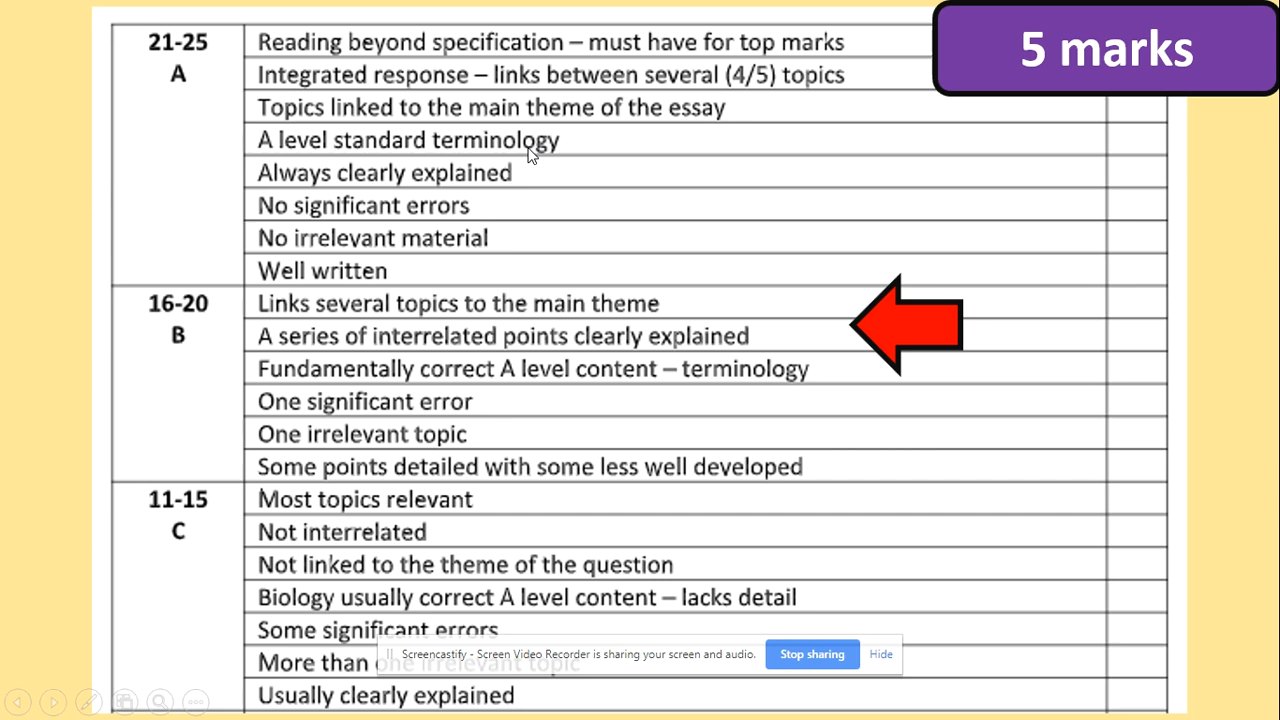 5 marks
21-25
A
Reading beyond specification – must have for top marks
Integrated response – links between several (4/5) topics
Topics linked to the main theme of the essay
A level standard terminology
Always clearly explained
No significant errors
No irrelevant material
Well written
16-20
B
Links several topics to the main theme
A series of interrelated points clearly explained
Fundamentally correct A level content – terminology
One significant error
One irrelevant topic
Some points detailed with some less well developed
11-15
C
Most topics relevant
Not interrelated
Not linked to the theme of the question
Biology usually correct A level content – lacks detail
Some significant errors
More than one irrelevant topic
Usually clearly explained
Screencastify - Screen Video Recorder is sharing your screen and audio.
Stop sharing
Hide